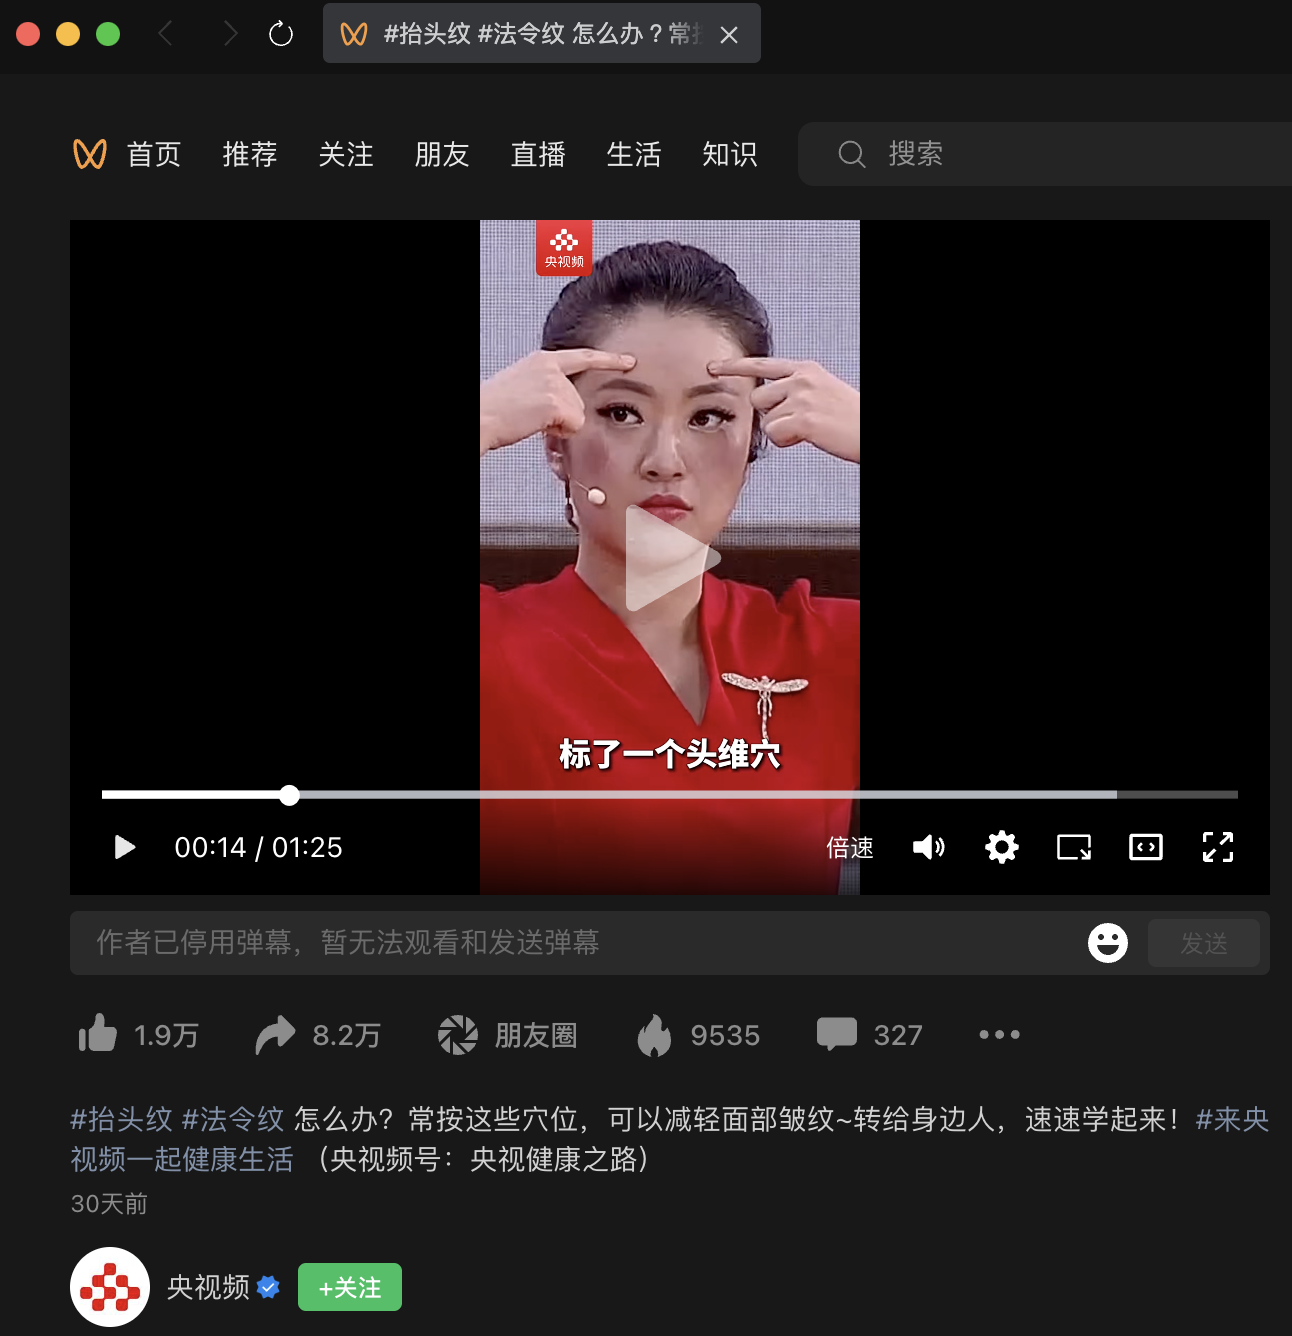 #抬头纹 #法令纹 怎么办？常
首页 推荐 关注 朋友 直播 生活 知识 搜索
央视频
标了一个头维穴
00:14 / 01:25 倍速
作者已停用弹幕，暂无法观看和发送弹幕 发送
1.9万 8.2万 朋友圈 9535 327
#抬头纹 #法令纹 怎么办？常按这些穴位，可以减轻面部皱纹~转给身边人，速速学起来！#来央
视频一起健康生活 （央视频号：央视健康之路）
30天前
央视频 +关注